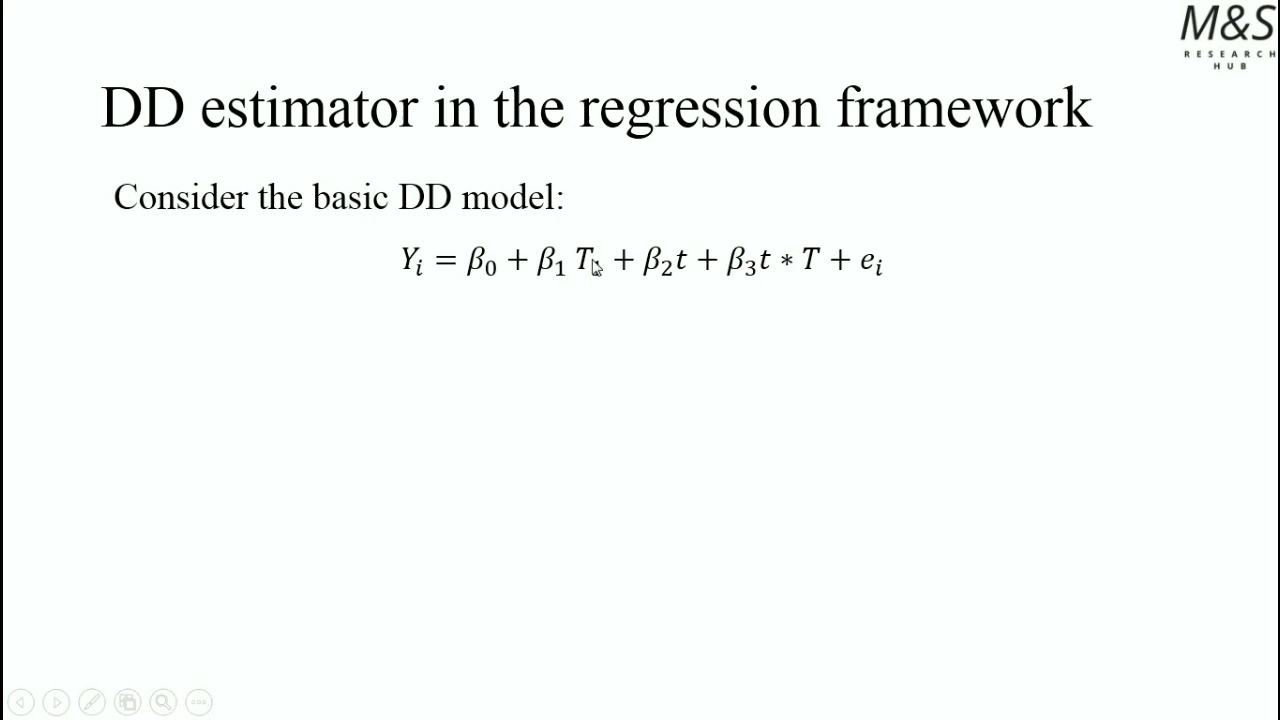 M&S
RESEARCH
HUB
DD estimator in the regression framework
Consider the basic DD model:
𝑌ᵢ = 𝛽₀ + 𝛽₁ 𝑇 + 𝛽₂𝑡 + 𝛽₃𝑡 ∗ 𝑇 + 𝑒ᵢ